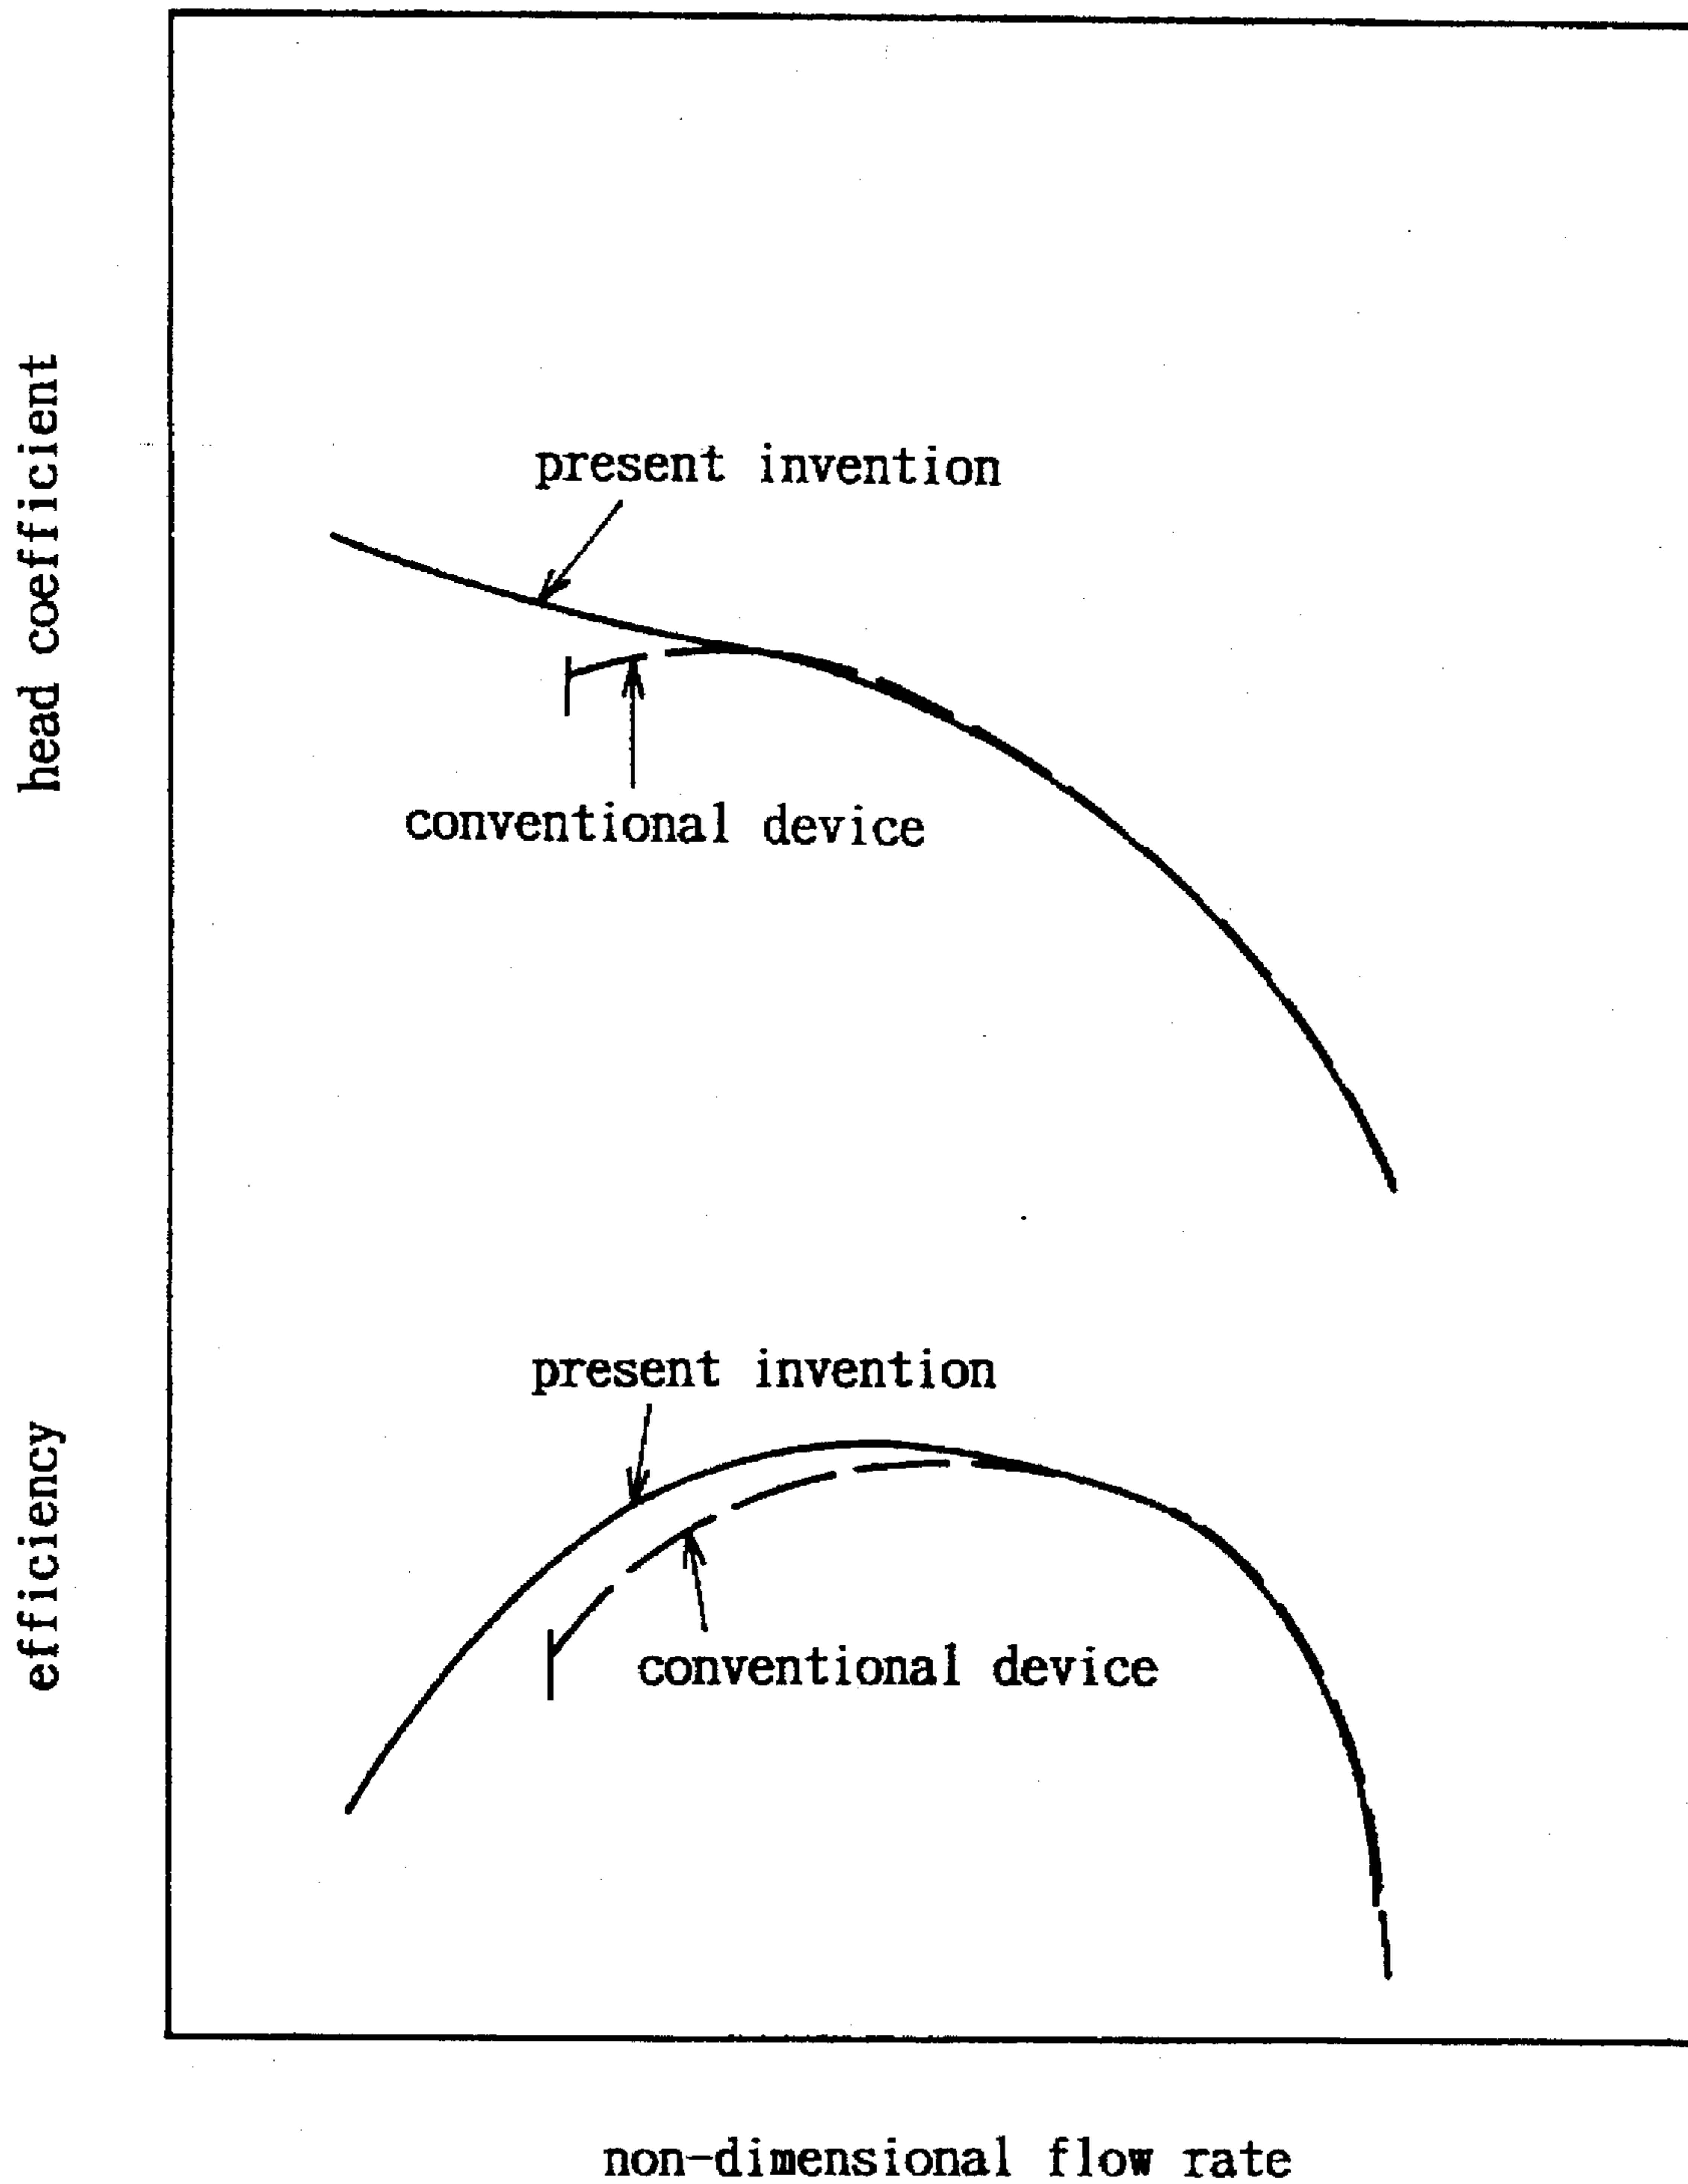 head coefficient
present invention
conventional device
efficiency
present invention
conventional device
non-dimensional flow rate